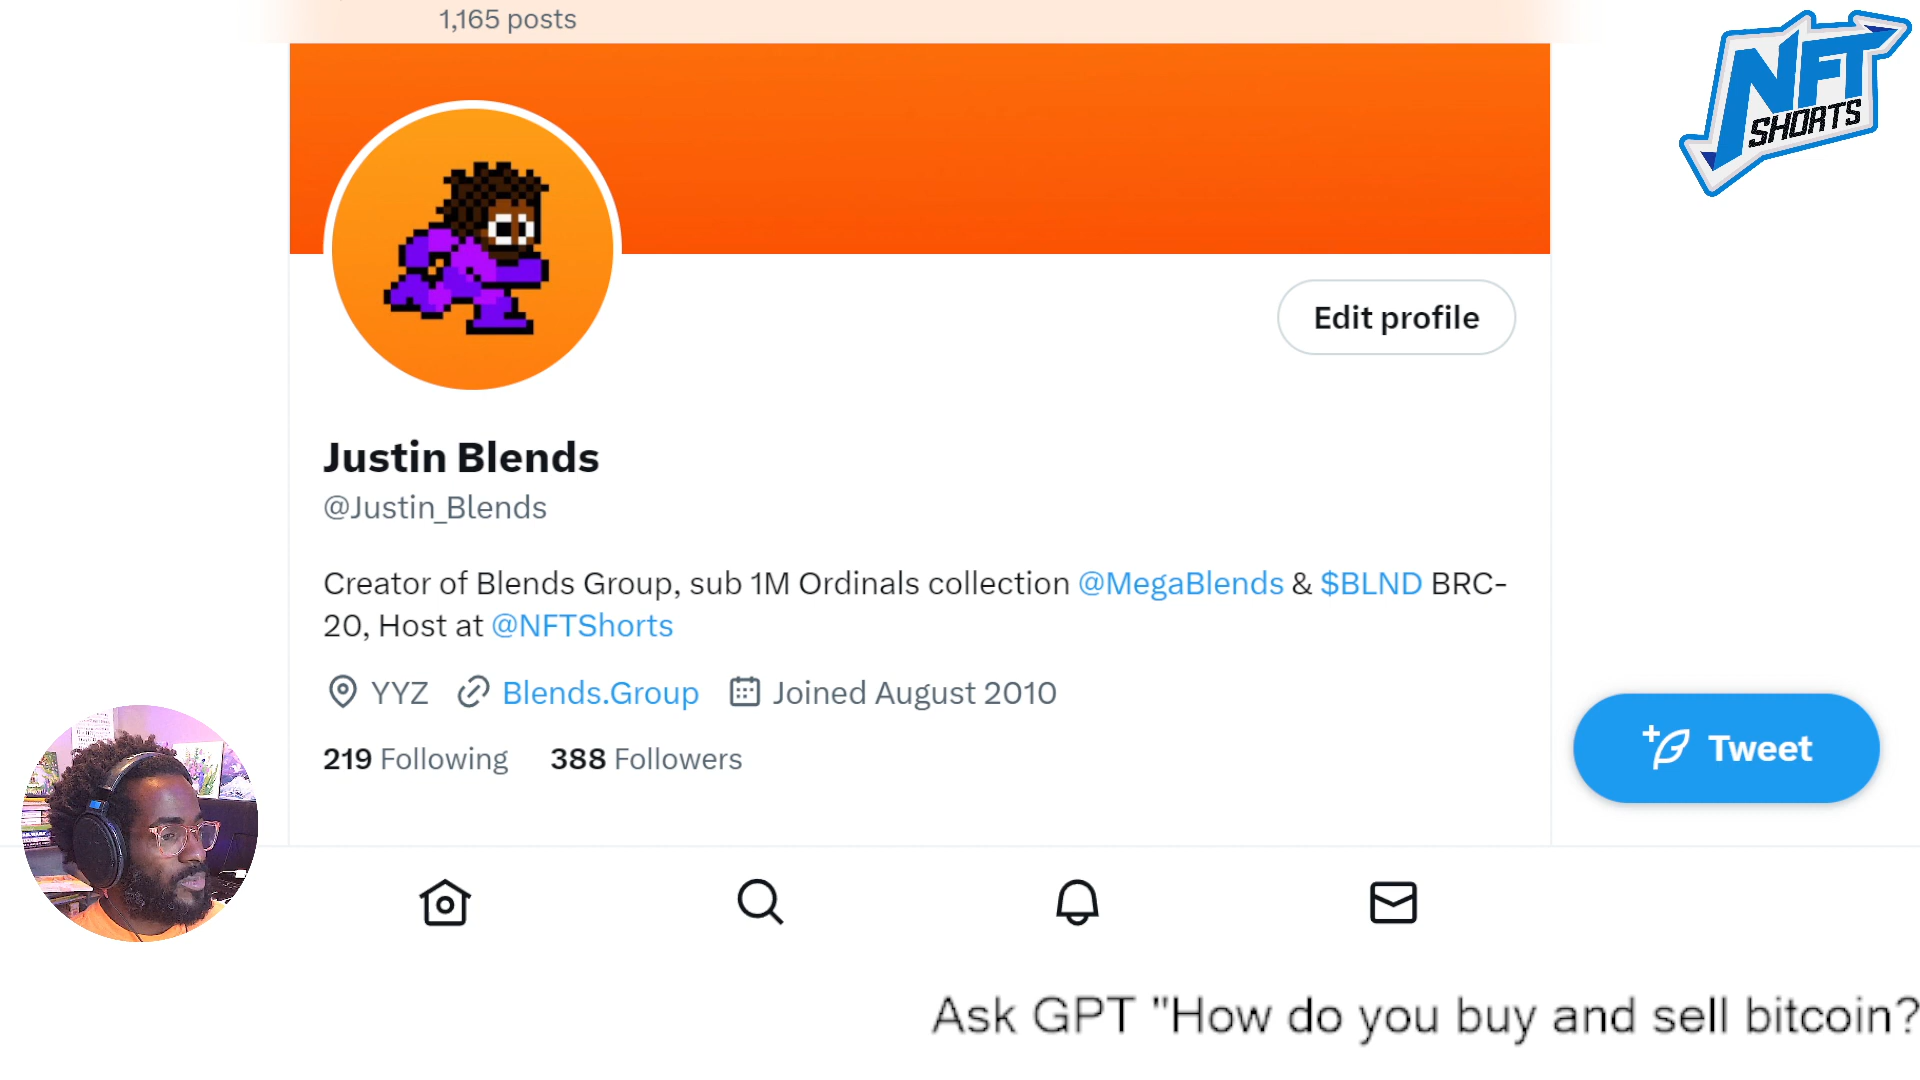 1,165 posts
NFT
SHORTS
Edit profile
Justin Blends
@Justin_Blends
Creator of Blends Group, sub 1M Ordinals collection @MegaBlends & $BLND BRC-
20, Host at @NFTShorts
YYZ Blends.Group Joined August 2010
219 Following 388 Followers
Tweet
Ask GPT "How do you buy and sell bitcoin?